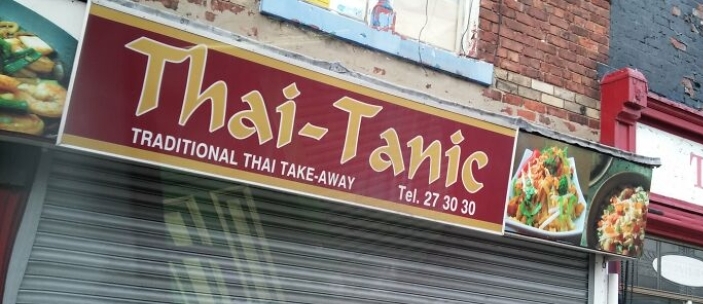 Thai-Tanic
TRADITIONAL THAI TAKE-AWAY
Tel. 27 30 30
T